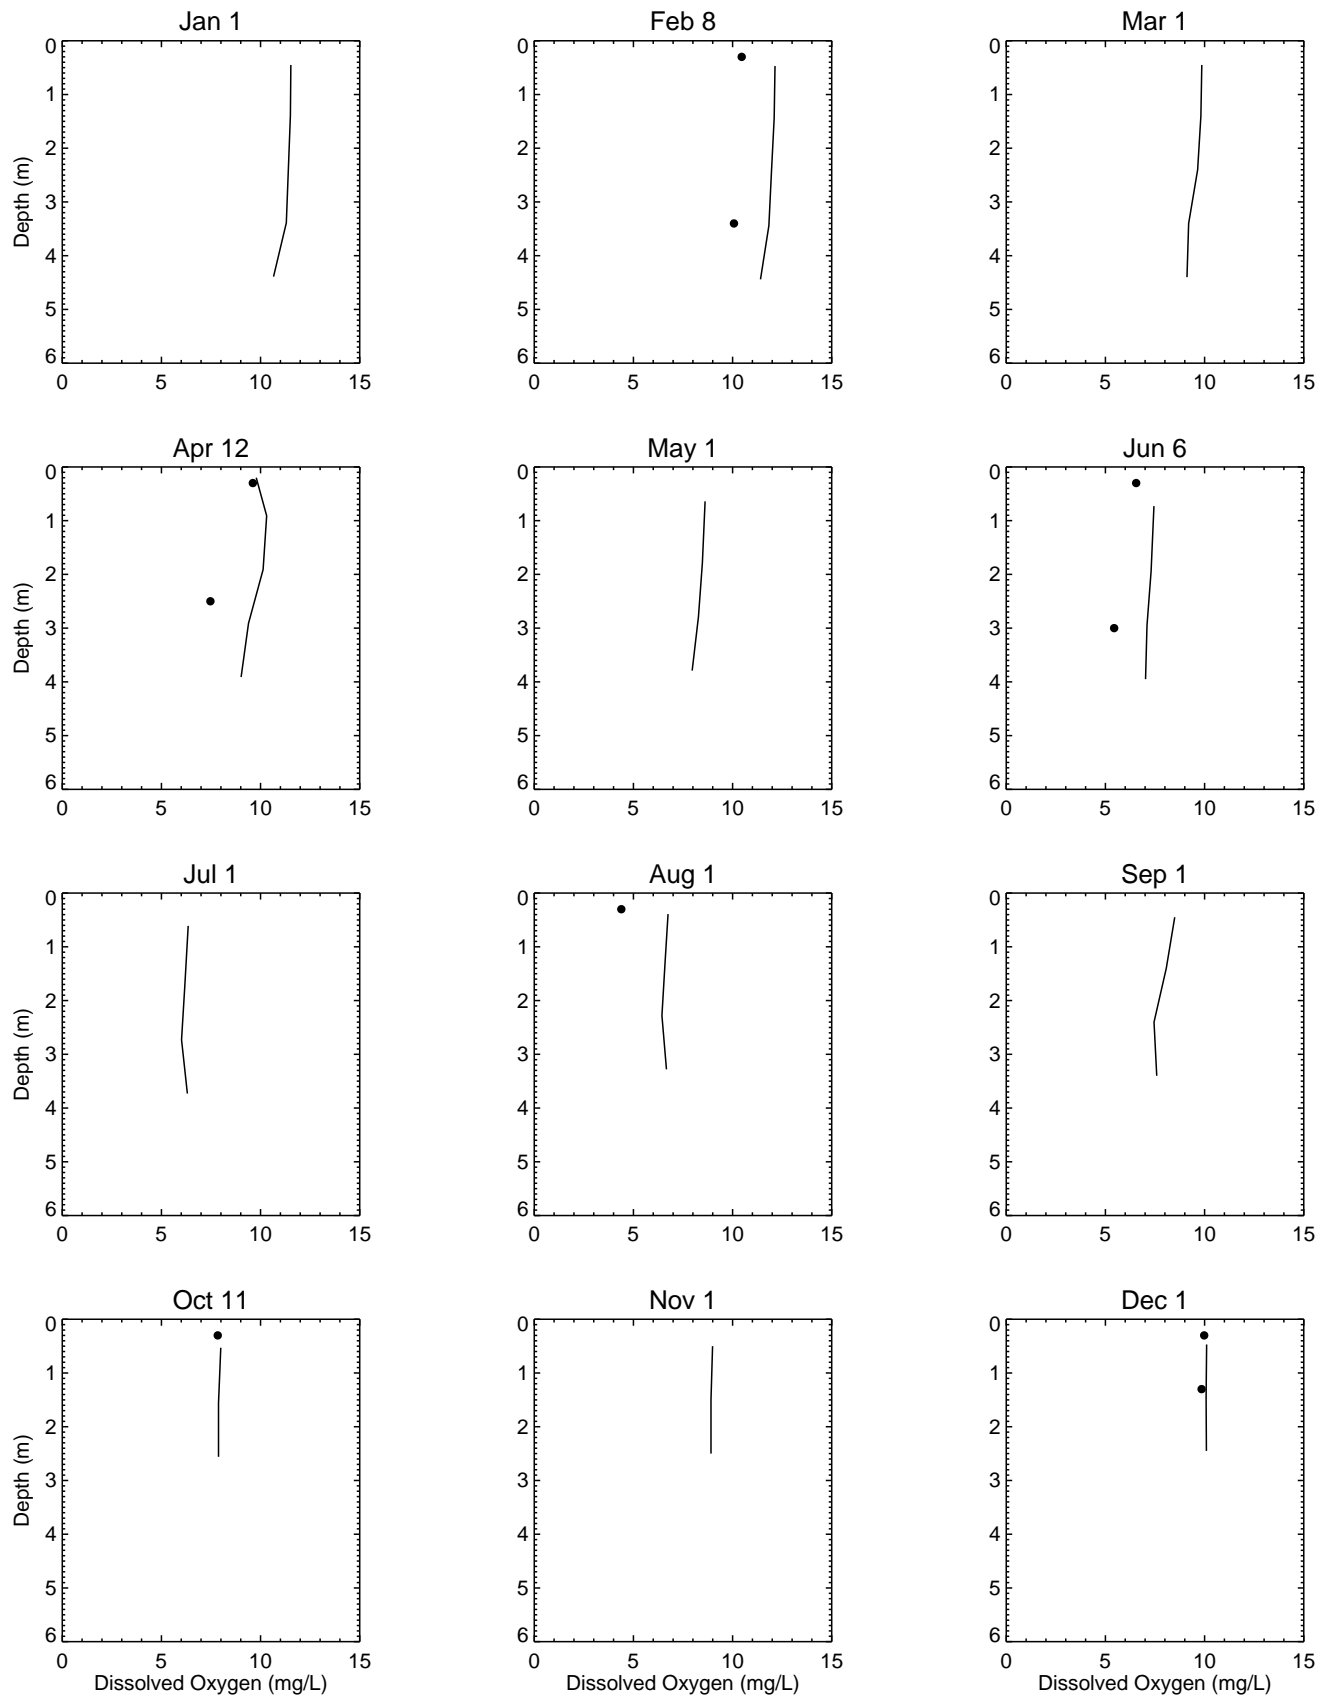 Jan 1 Feb 8 Mar 1
0 0 0
1 1 1
2 2 2
Depth (m)
3 3 3
4 4 4
5 5 5
6 6 6
0 5 10 15 0 5 10 15 0 5 10 15
Apr 12 May 1 Jun 6
0 0 0
1 1 1
2 2 2
Depth (m)
3 3 3
4 4 4
5 5 5
6 6 6
0 5 10 15 0 5 10 15 0 5 10 15
Jul 1 Aug 1 Sep 1
0 0 0
1 1 1
2 2 2
Depth (m)
3 3 3
4 4 4
5 5 5
6 6 6
0 5 10 15 0 5 10 15 0 5 10 15
Oct 11 Nov 1 Dec 1
0 0 0
1 1 1
2 2 2
Depth (m)
3 3 3
4 4 4
5 5 5
6 6 6
0 5 10 15 0 5 10 15 0 5 10 15
Dissolved Oxygen (mg/L) Dissolved Oxygen (mg/L) Dissolved Oxygen (mg/L)